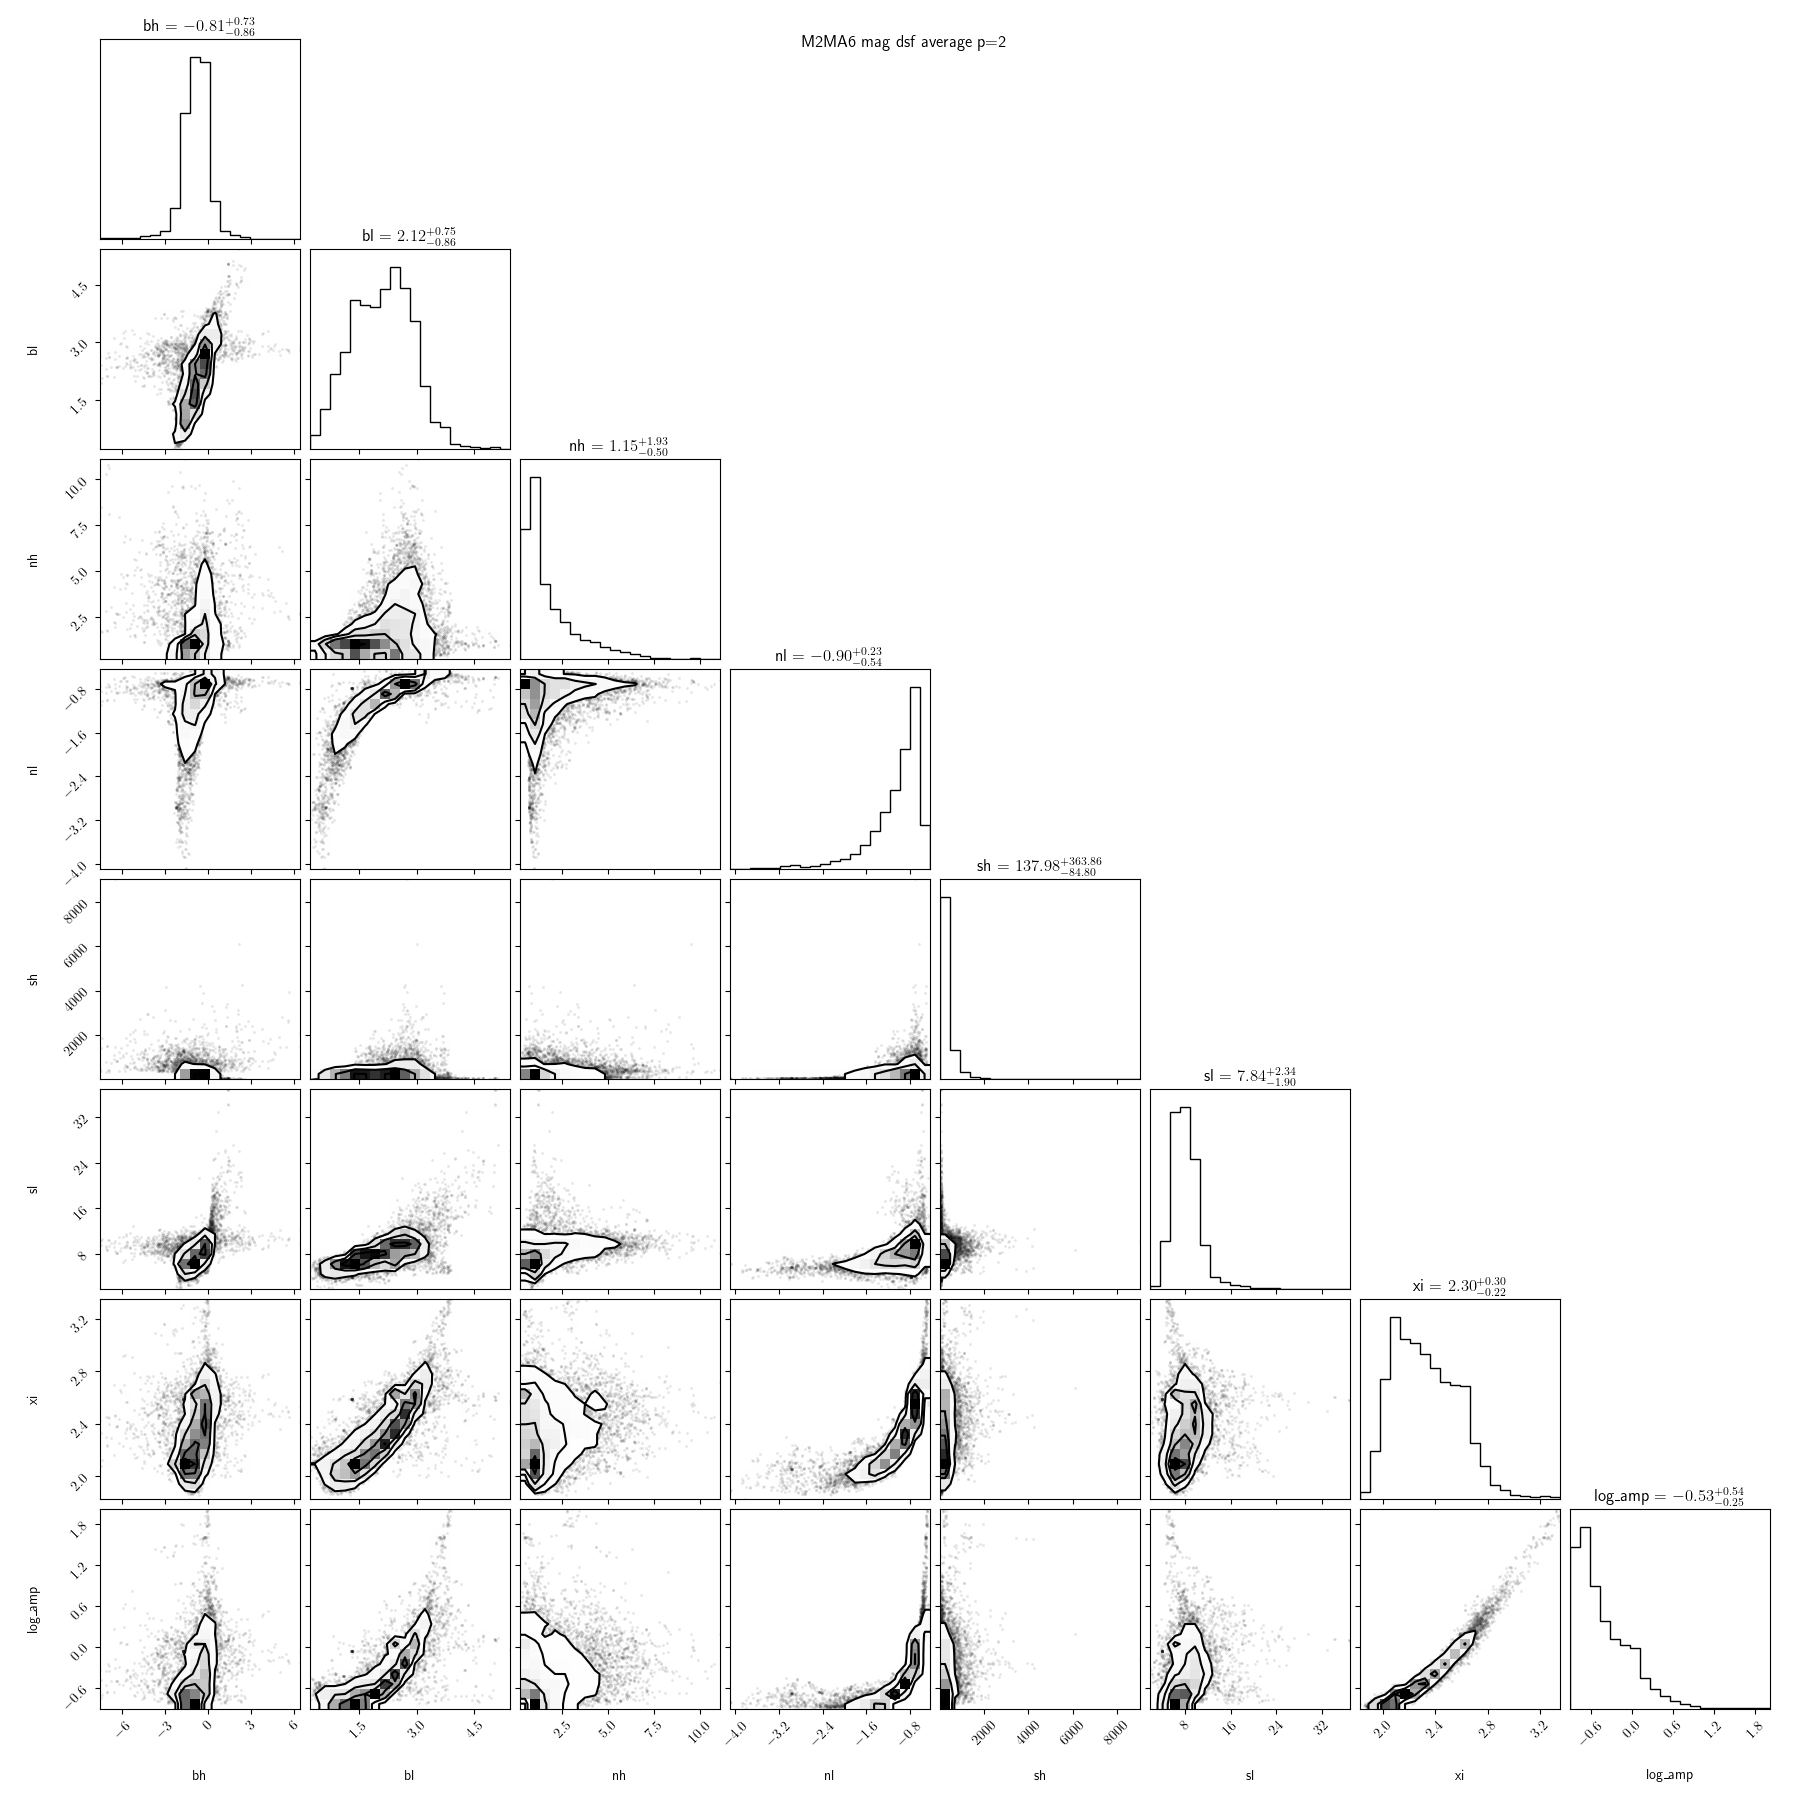 M2MA6 mag dsf average p=2
bh = −0.81+0.73−0.86
bl = 2.12+0.75−0.86
4.5
3.0
1.5
bl
nh = 1.15+1.93−0.50
10.0
7.5
5.0
2.5
nh
nl = −0.90+0.23−0.54
−0.8
−1.6
−2.4
−3.2
−4.0
nl
sh = 137.98+363.86−84.80
8000
6000
4000
2000
sh
sl = 7.84+2.34−1.90
32
24
16
8
sl
xi = 2.30+0.30−0.22
3.2
2.8
2.4
2.0
xi
log_amp = −0.53+0.54−0.25
1.8
1.2
0.6
0.0
−0.6
log_amp
−6 −3 0 3 6 1.5 3.0 4.5 2.5 5.0 7.5 10.0 −4.0 −3.2 −2.4 −1.6 −0.8 2000 4000 6000 8000 8 16 24 32 2.0 2.4 2.8 3.2 −0.6 0.0 0.6 1.2 1.8
bh bl nh nl sh sl xi log_amp